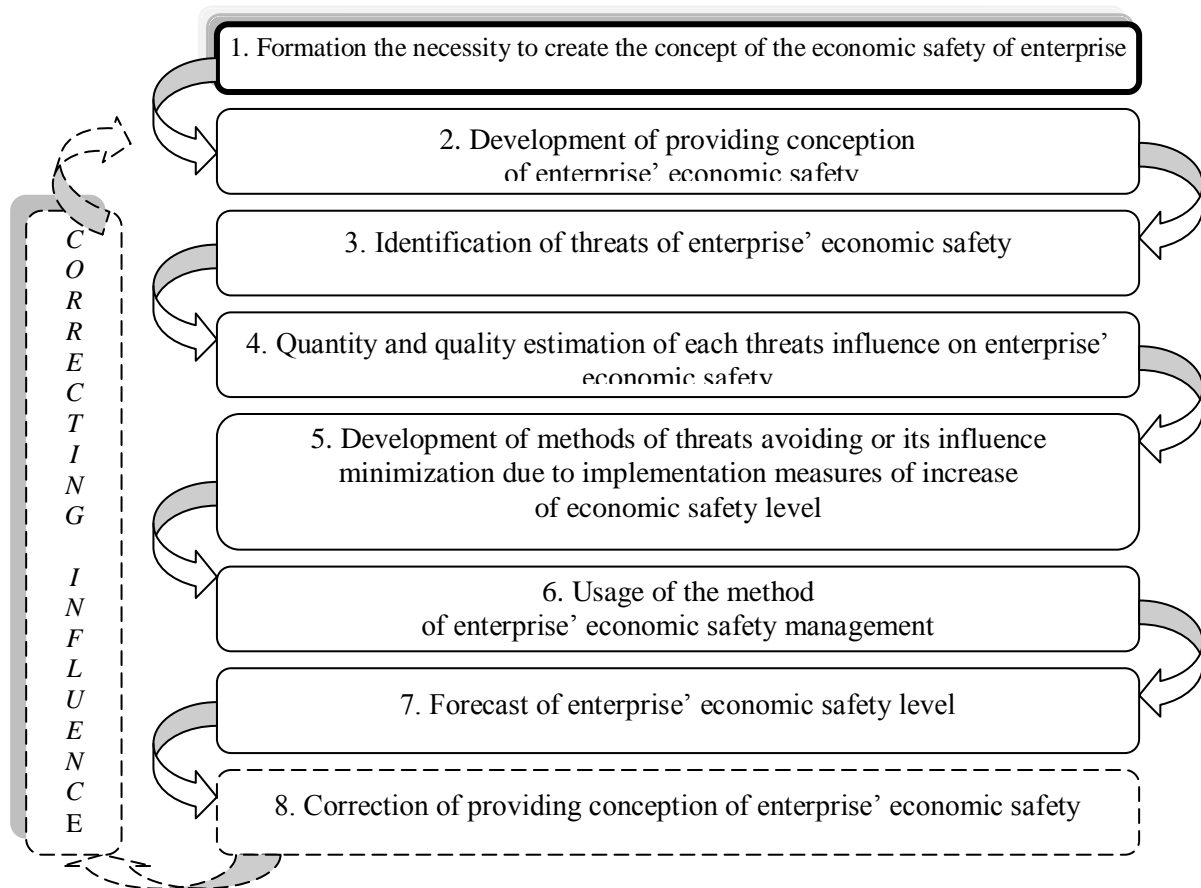 1. Formation the necessity to create the concept of the economic safety of enterprise
2. Development of providing conception
of enterprise’ economic safety
3. Identification of threats of enterprise’ economic safety
4. Quantity and quality estimation of each threats influence on enterprise’
economic safety
5. Development of methods of threats avoiding or its influence
minimization due to implementation measures of increase
of economic safety level
6. Usage of the method
of enterprise’ economic safety management
7. Forecast of enterprise’ economic safety level
8. Correction of providing conception of enterprise’ economic safety
CORRECTING INFLUENCE